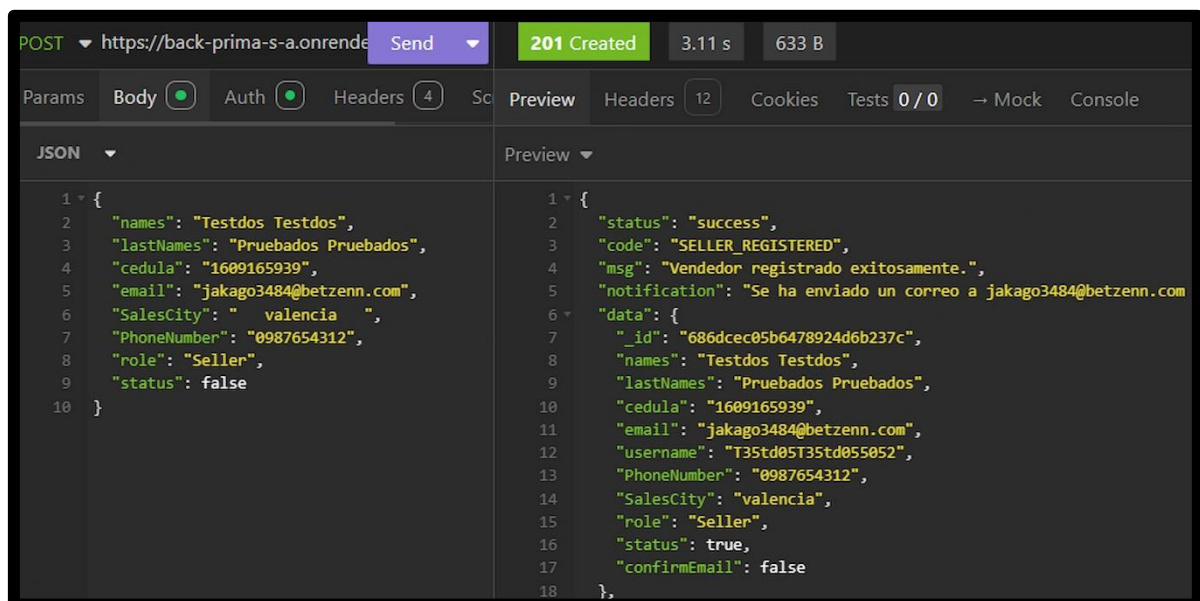 POST https://back-prima-s-a.onrende Send
201 Created 3.11 s 633 B
Params Body Auth Headers 4 Sc
Preview Headers 12 Cookies Tests 0 / 0 → Mock Console
JSON
Preview
1 {
2 "names": "Testdos Testdos",
3 "lastNames": "Pruebados Pruebados",
4 "cedula": "1609165939",
5 "email": "jakago3484@betzenn.com",
6 "SalesCity": "   valencia   ",
7 "PhoneNumber": "0987654312",
8 "role": "Seller",
9 "status": false
10 }
1 {
2 "status": "success",
3 "code": "SELLER_REGISTERED",
4 "msg": "Vendedor registrado exitosamente.",
5 "notification": "Se ha enviado un correo a jakago3484@betzenn.com
6 "data": {
7 "_id": "686dcec05b6478924d6b237c",
8 "names": "Testdos Testdos",
9 "lastNames": "Pruebados Pruebados",
10 "cedula": "1609165939",
11 "email": "jakago3484@betzenn.com",
12 "username": "T35td05T35td055052",
13 "PhoneNumber": "0987654312",
14 "SalesCity": "valencia",
15 "role": "Seller",
16 "status": true,
17 "confirmEmail": false
18 },